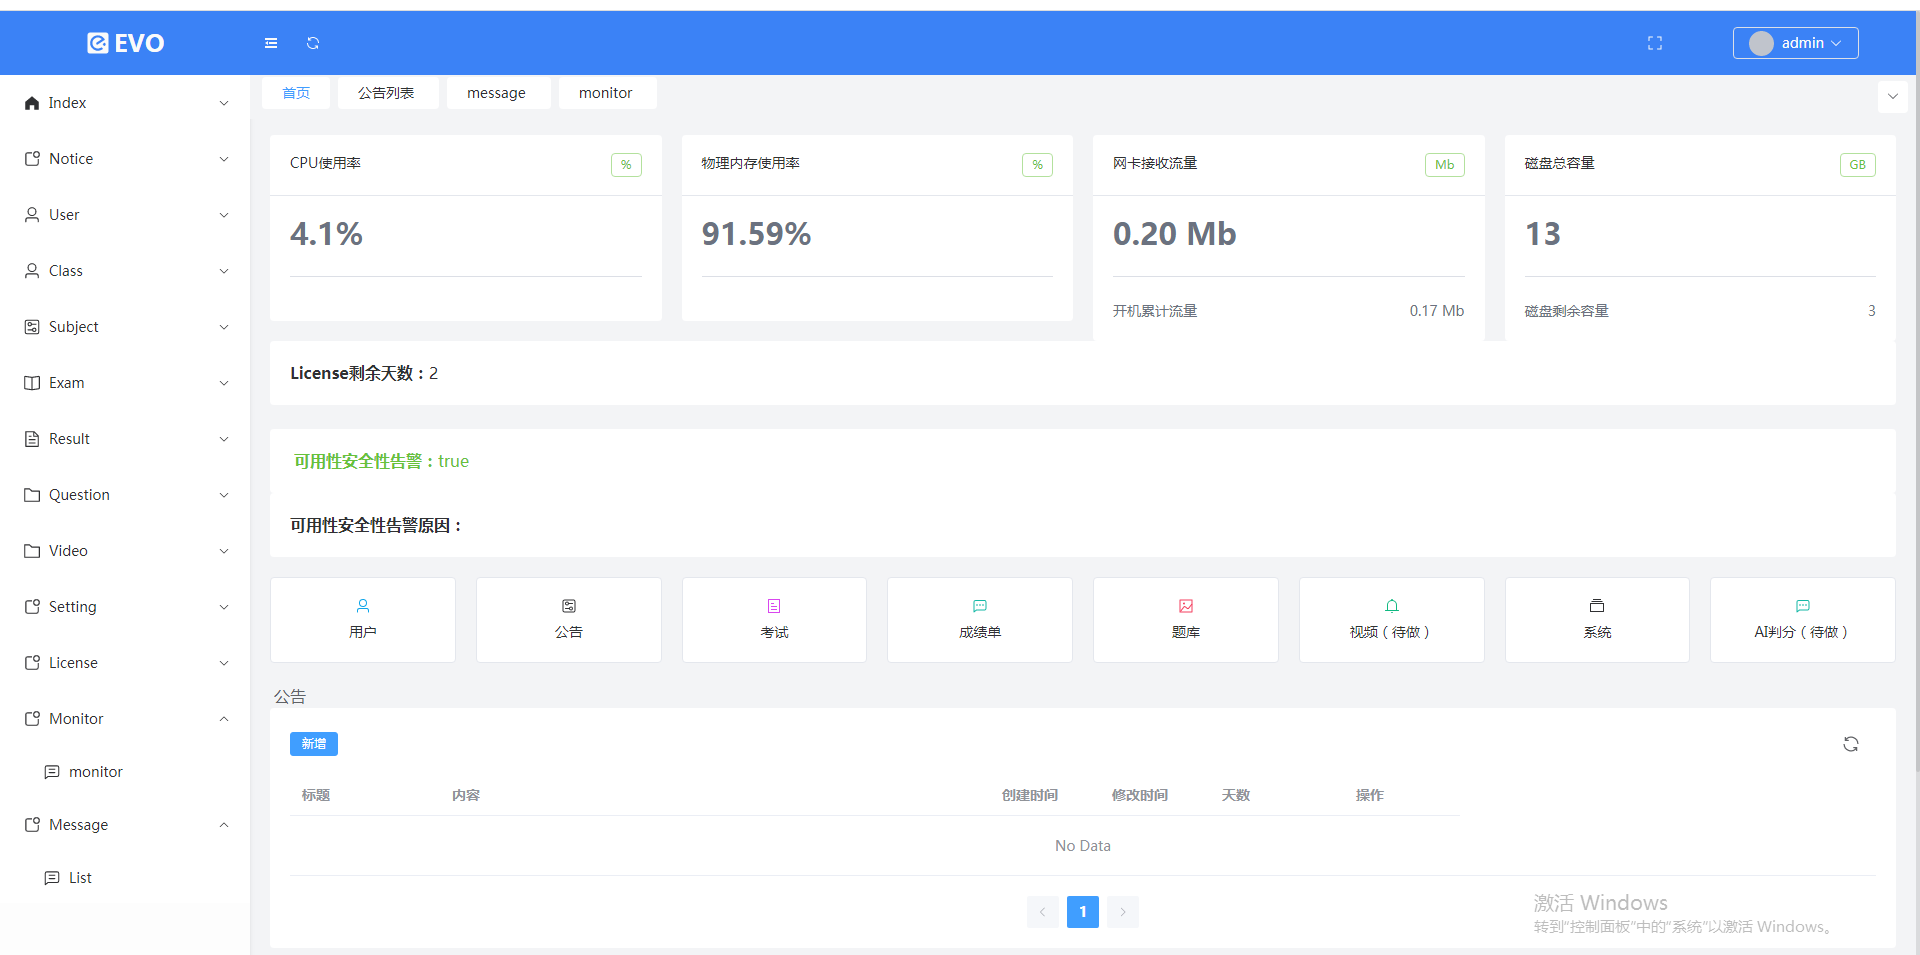 EVO
admin
Index
Notice
User
Class
Subject
Exam
Result
Question
Video
Setting
License
Monitor
monitor
Message
List
首页 公告列表 message monitor
CPU使用率 %
4.1%
物理内存使用率 %
91.59%
网卡接收流量 Mb
0.20 Mb
开机累计流量 0.17 Mb
磁盘总容量 GB
13
磁盘剩余容量 3
License剩余天数：2
可用性安全性告警：true
可用性安全性告警原因：
用户 公告 考试 成绩单 题库 视频（待做） 系统 AI判分（待做）
公告
新增
标题 内容 创建时间 修改时间 天数 操作
No Data
1
激活 Windows
转到“控制面板”中的“系统”以激活 Windows。